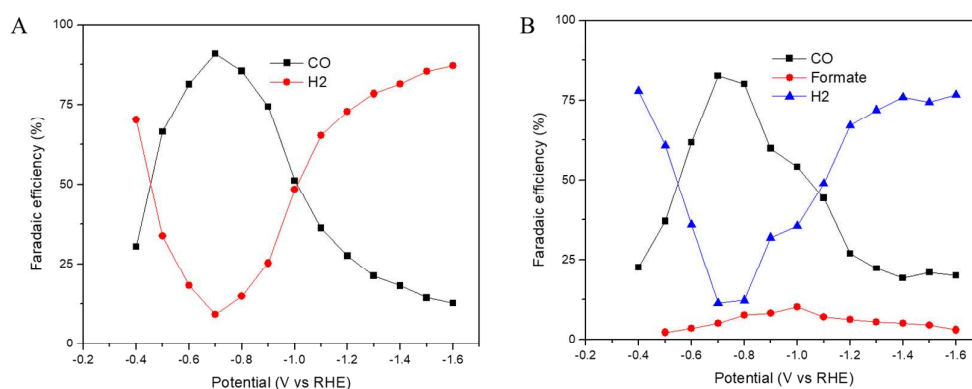 A
100
75
50
25
0
Faradaic efficiency (%)
CO
H2
-0.2 -0.4 -0.6 -0.8 -1.0 -1.2 -1.4 -1.6
Potential (V vs RHE)
B
100
75
50
25
0
Faradaic efficiency (%)
CO
Formate
H2
-0.2 -0.4 -0.6 -0.8 -1.0 -1.2 -1.4 -1.6
Potential (V vs RHE)